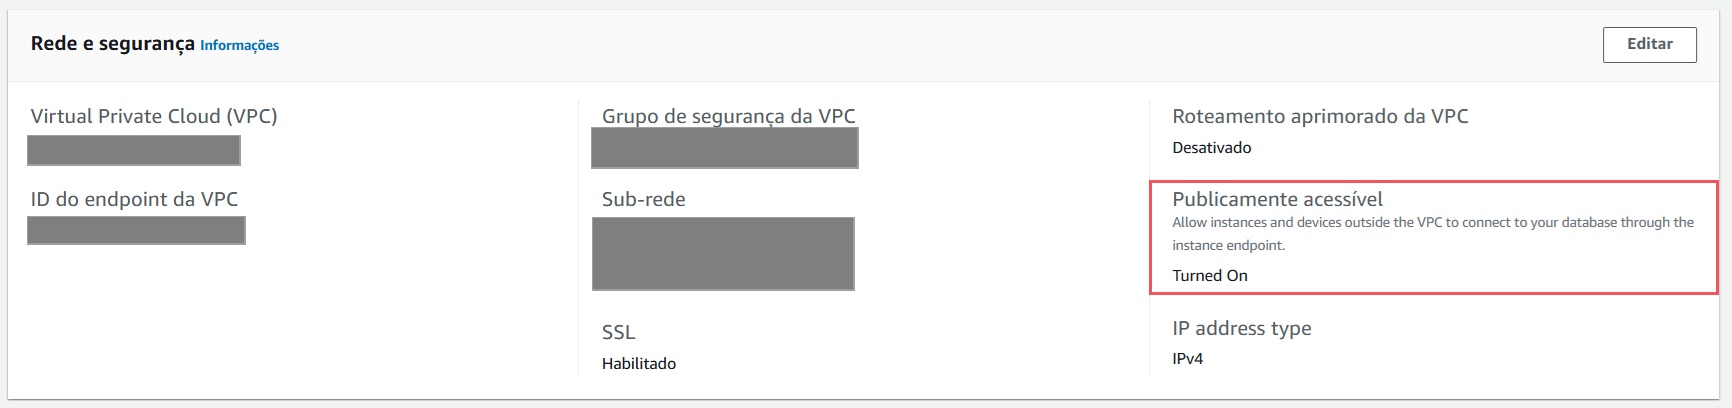 Rede e segurança Informações
Editar
Virtual Private Cloud (VPC)
ID do endpoint da VPC
Grupo de segurança da VPC
Sub-rede
SSL
Habilitado
Roteamento aprimorado da VPC
Desativado
Publicamente acessível
Allow instances and devices outside the VPC to connect to your database through the
instance endpoint.
Turned On
IP address type
IPv4